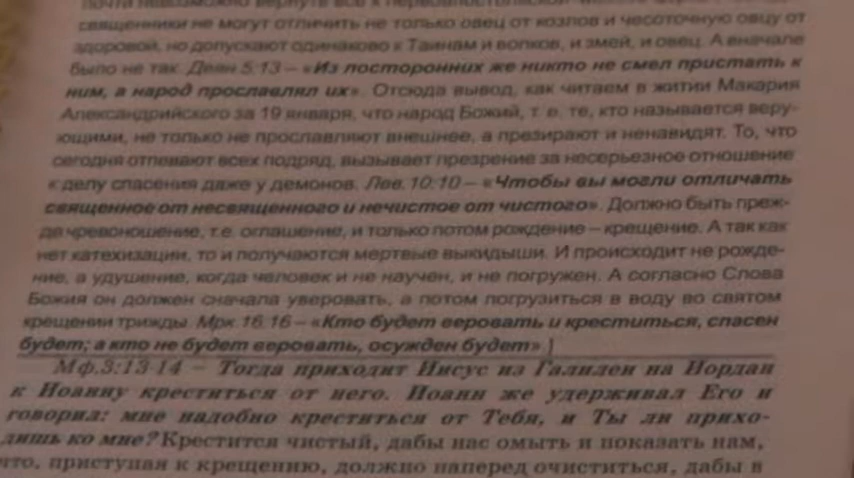 почти невозможно вернуть всё к первоапостольской
священники не могут отличить не только овец от козлов и чесоточную овцу от
здоровой, но допускают одинаково к Таинам и волков, и змей, и овец. А вначале
было не так. Деян 5:13 – «Из посторонних же никто не смел пристать к
ним, а народ прославлял их». Отсюда вывод, как читаем в житии Макария
Александрийского за 19 января, что народ Божий, т. е. те, кто называется веру-
ющими, не только не прославляют внешнее, а презирают и ненавидят. То, что
сегодня отпевают всех подряд, вызывает презрение за несерьезное отношение
к делу спасения даже у демонов. Лев. 10:10 – «Чтобы вы могли отличать
священное от несвященного и нечистое от чистого». Должно быть преж-
де чревоношение, т.е. оглашение, и только потом рождение – крещение. А так как
нет катехизации, то и получаются мертвые выкидыши. И происходит не рожде-
ние, а удушение, когда человек и не научен, и не погружен. А согласно Слова
Божия он должен сначала уверовать, а потом погрузиться в воду во святом
крещении трижды. Мрк. 16:16 – «Кто будет веровать и креститься, спасен
будет; а кто не будет веровать, осужден будет» ]
Мф.3:13-14 – Тогда приходит Иисус из Галилеи на Иордан
к Иоанну креститься от него. Иоанн же удерживал Его и
говорил: мне надобно креститься от Тебя, и Ты ли прихо-
дишь ко мне? Крестится чистый, дабы нас омыть и показать нам,
что, приступая к крещению, должно наперед очиститься, дабы в